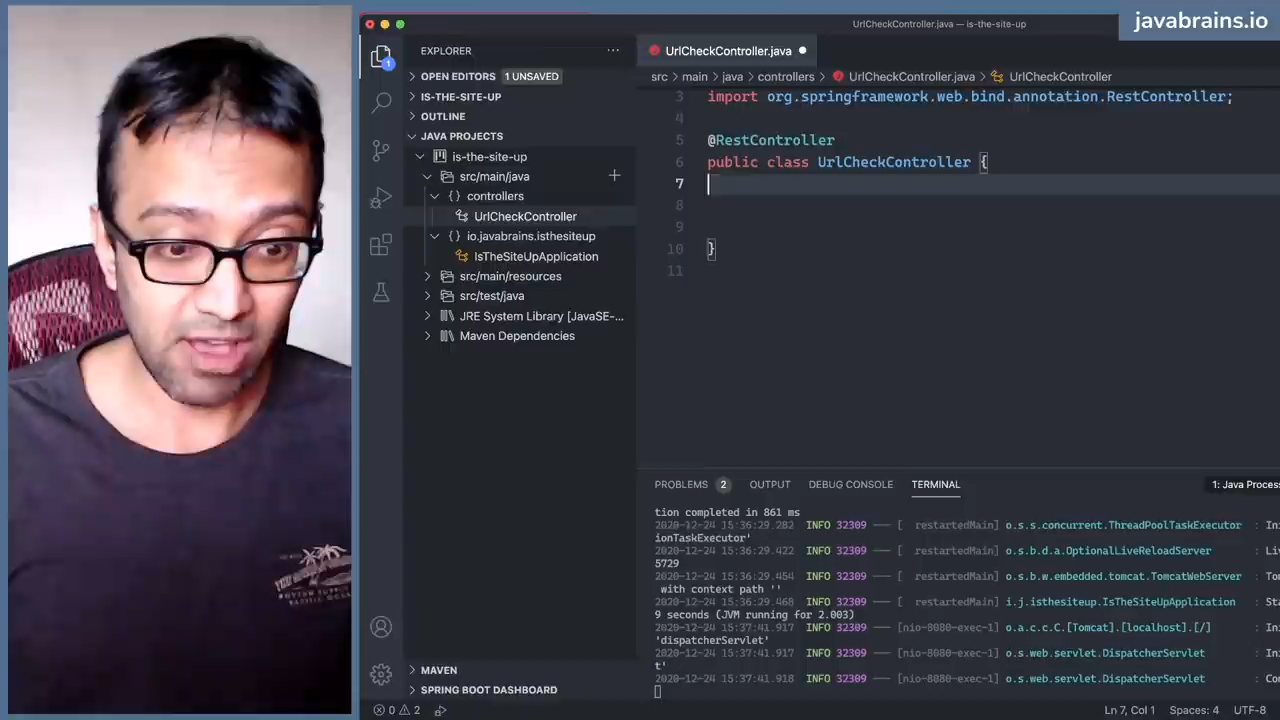 UrlCheckController.java — is-the-site-up
javabrains.io
EXPLORER
OPEN EDITORS 1 UNSAVED
IS-THE-SITE-UP
OUTLINE
JAVA PROJECTS
is-the-site-up
src/main/java
{} controllers
UrlCheckController
{} io.javabrains.isthesiteup
IsTheSiteUpApplication
src/main/resources
src/test/java
JRE System Library [JavaSE-...
Maven Dependencies
MAVEN
SPRING BOOT DASHBOARD
1
UrlCheckController.java
src > main > java > controllers > UrlCheckController.java > UrlCheckController
3 import org.springframework.web.bind.annotation.RestController;
4
5 @RestController
6 public class UrlCheckController {
7
8
9
10 }
11
PROBLEMS 2 OUTPUT DEBUG CONSOLE TERMINAL 1: Java Process
tion completed in 861 ms
2020-12-24 15:36:29.282 INFO 32309 --- [ restartedMain] o.s.s.concurrent.ThreadPoolTaskExecutor : In
ionTaskExecutor'
2020-12-24 15:36:29.422 INFO 32309 --- [ restartedMain] o.s.b.d.a.OptionalLiveReloadServer : Li
5729
2020-12-24 15:36:29.454 INFO 32309 --- [ restartedMain] o.s.b.w.embedded.tomcat.TomcatWebServer : To
with context path ''
2020-12-24 15:36:29.468 INFO 32309 --- [ restartedMain] i.j.isthesiteup.IsTheSiteUpApplication : Sta
9 seconds (JVM running for 2.003)
2020-12-24 15:37:41.917 INFO 32309 --- [nio-8080-exec-1] o.a.c.c.C.[Tomcat].[localhost].[/] : In
'dispatcherServlet'
2020-12-24 15:37:41.917 INFO 32309 --- [nio-8080-exec-1] o.s.web.servlet.DispatcherServlet : In
t'
2020-12-24 15:37:41.918 INFO 32309 --- [nio-8080-exec-1] o.s.web.servlet.DispatcherServlet : Co
0 2
Ln 7, Col 1 Spaces: 4 UTF-8